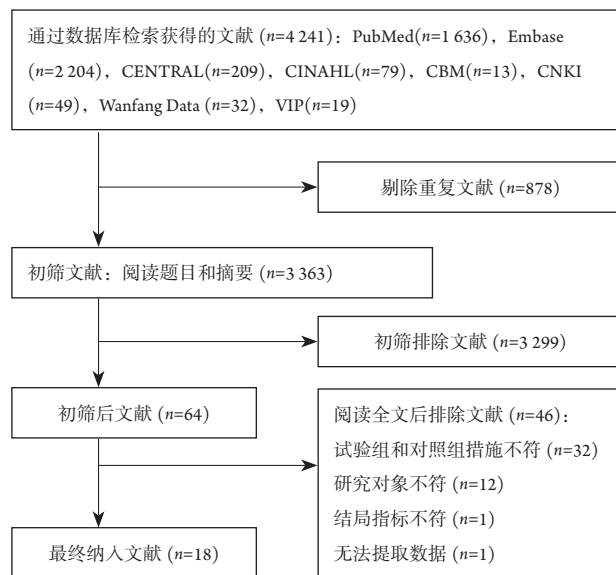 通过数据库检索获得的文献 (n=4 241)：PubMed(n=1 636)，Embase
(n=2 204)，CENTRAL(n=209)，CINAHL(n=79)，CBM(n=13)，CNKI
(n=49)，Wanfang Data (n=32)，VIP(n=19)
剔除重复文献 (n=878)
初筛文献：阅读题目和摘要 (n=3 363)
初筛排除文献 (n=3 299)
初筛后文献 (n=64)
阅读全文后排除文献 (n=46)：
试验组和对照组措施不符 (n=32)
研究对象不符 (n=12)
结局指标不符 (n=1)
无法提取数据 (n=1)
最终纳入文献 (n=18)